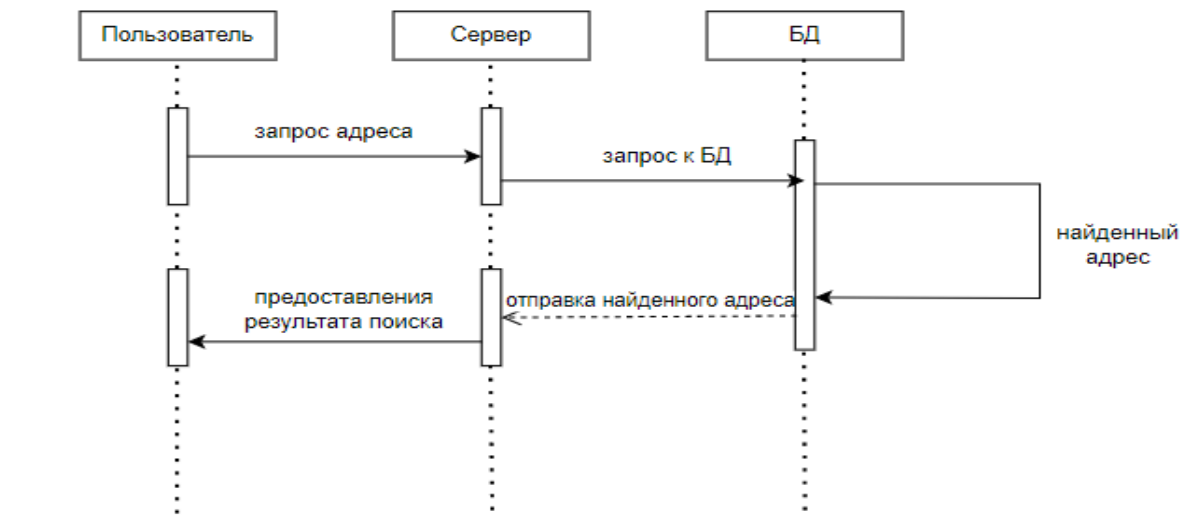 Пользователь
Сервер
БД
запрос адреса
запрос к БД
найденный
адрес
отправка найденного адреса
предоставления
результата поиска